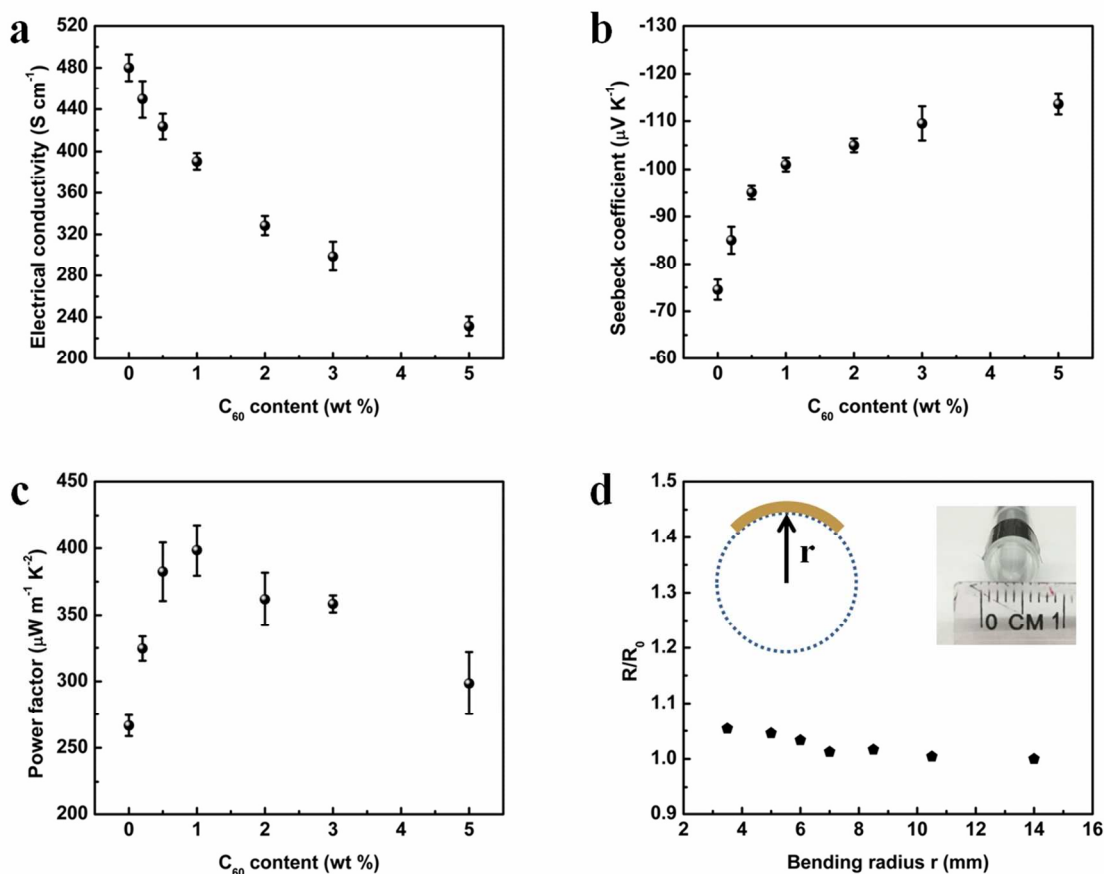 a
Electrical conductivity (S cm⁻¹)
520
480
440
400
360
320
280
240
200
0 1 2 3 4 5
C₆₀ content (wt %)
b
Seebeck coefficient (μV K⁻¹)
-130
-120
-110
-100
-90
-80
-70
-60
0 1 2 3 4 5
C₆₀ content (wt %)
c
Power factor (μW m⁻¹ K⁻²)
450
400
350
300
250
200
0 1 2 3 4 5
C₆₀ content (wt %)
d
R/R₀
1.5
1.4
1.3
1.2
1.1
1.0
0.9
r
0 CM 1
2 4 6 8 10 12 14 16
Bending radius r (mm)